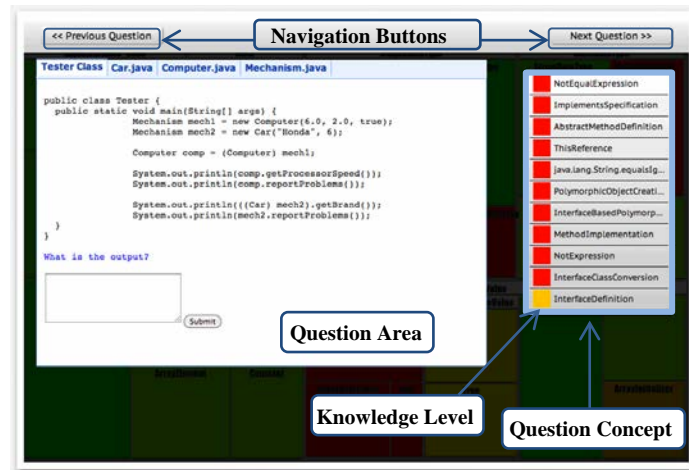 << Previous Question
Navigation Buttons
Next Question >>
Tester Class Car.java Computer.java Mechanism.java
public class Tester {
public static void main(String[] args) {
Mechanism mech1 = new Computer(6.0, 2.0, true);
Mechanism mech2 = new Car("Honda", 6);
Computer comp = (Computer) mech1;
System.out.println(comp.getProcessorSpeed());
System.out.println(comp.reportProblems());
System.out.println(((Car) mech2).getBrand());
System.out.println(mech2.reportProblems());
}
}
What is the output?
Submit
Question Area
NotEqualExpression
ImplementsSpecification
AbstractMethodDefinition
ThisReference
java.lang.String.equalsIg...
PolymorphicObjectCreati...
InterfaceBasedPolymorp...
MethodImplementation
NotExpression
InterfaceClassConversion
InterfaceDefinition
Knowledge Level
Question Concept